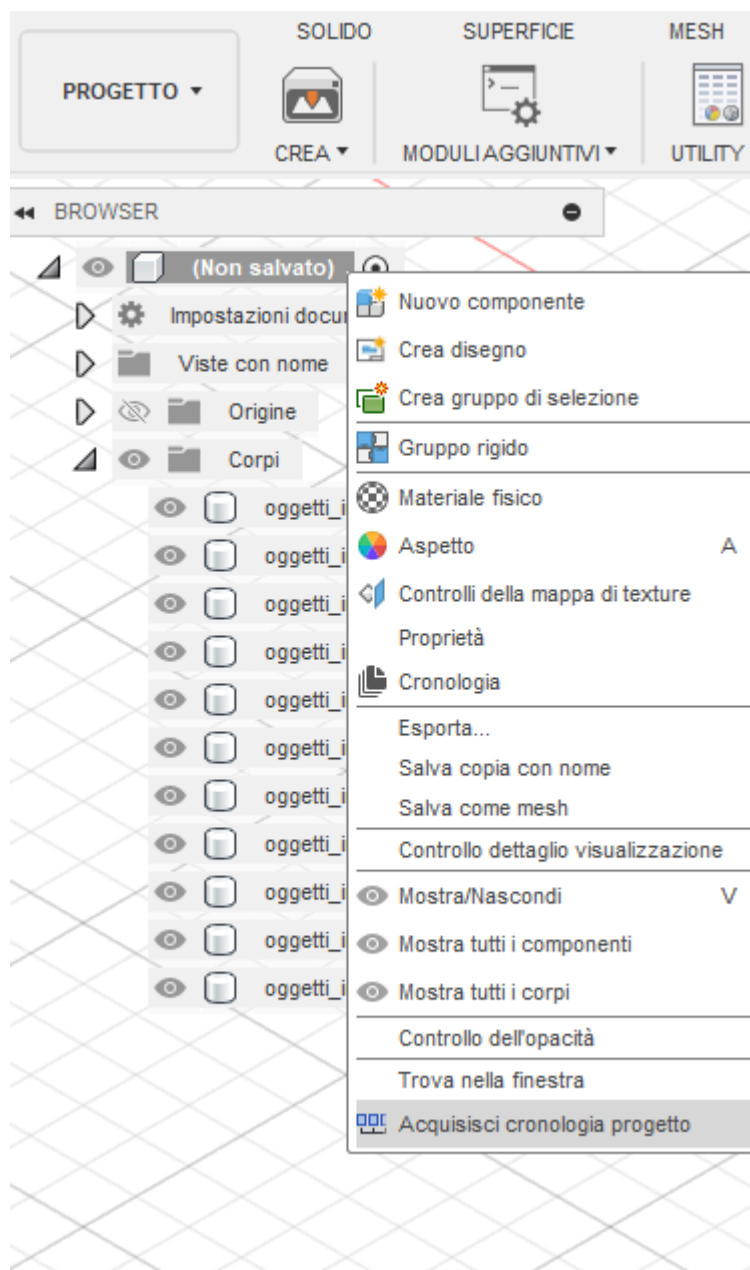 SOLIDO SUPERFICIE MESH
PROGETTO
CREA MODULI AGGIUNTIVI UTILITY
BROWSER
(Non salvato)
Impostazioni docu
Viste con nome
Origine
Corpi
oggetti_i
oggetti_i
oggetti_i
oggetti_i
oggetti_i
oggetti_i
oggetti_i
oggetti_i
oggetti_i
oggetti_i
oggetti_i
Nuovo componente
Crea disegno
Crea gruppo di selezione
Gruppo rigido
Materiale fisico
Aspetto A
Controlli della mappa di texture
Proprietà
Cronologia
Esporta...
Salva copia con nome
Salva come mesh
Controllo dettaglio visualizzazione
Mostra/Nascondi V
Mostra tutti i componenti
Mostra tutti i corpi
Controllo dell'opacità
Trova nella finestra
Acquisisci cronologia progetto